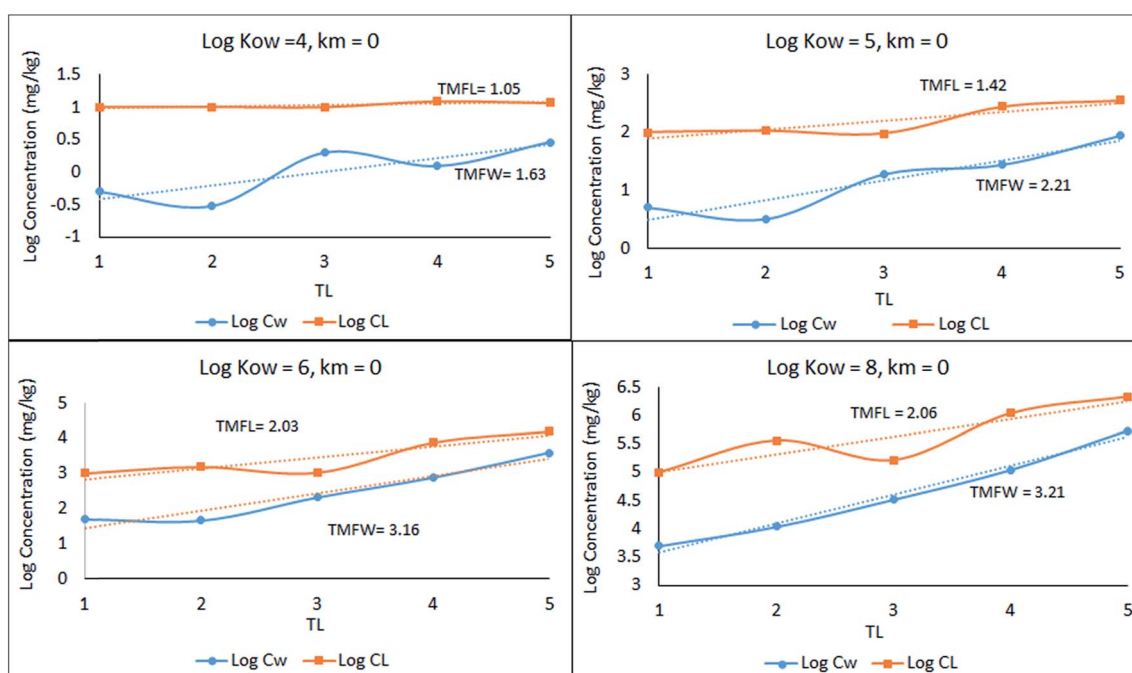 Log Kow =4, km = 0
Log Concentration (mg/kg)
1.5
1
0.5
0
-0.5
-1
TMFL= 1.05
TMFW= 1.63
1 2 3 4 5
TL
Log Cw Log CL
Log Kow = 5, km = 0
Log Concentration (mg/kg)
3
2
1
0
TMFL = 1.42
TMFW = 2.21
1 2 3 4 5
TL
Log Cw Log CL
Log Kow = 6, km = 0
Log Concentration (mg/kg)
5
4
3
2
1
0
TMFL= 2.03
TMFW = 3.16
1 2 3 4 5
TL
Log Cw Log CL
Log Kow = 8, km = 0
Log Concentration (mg/kg)
6.5
6
5.5
5
4.5
4
3.5
3
TMFL = 2.06
TMFW = 3.21
1 2 3 4 5
TL
Log Cw Log CL